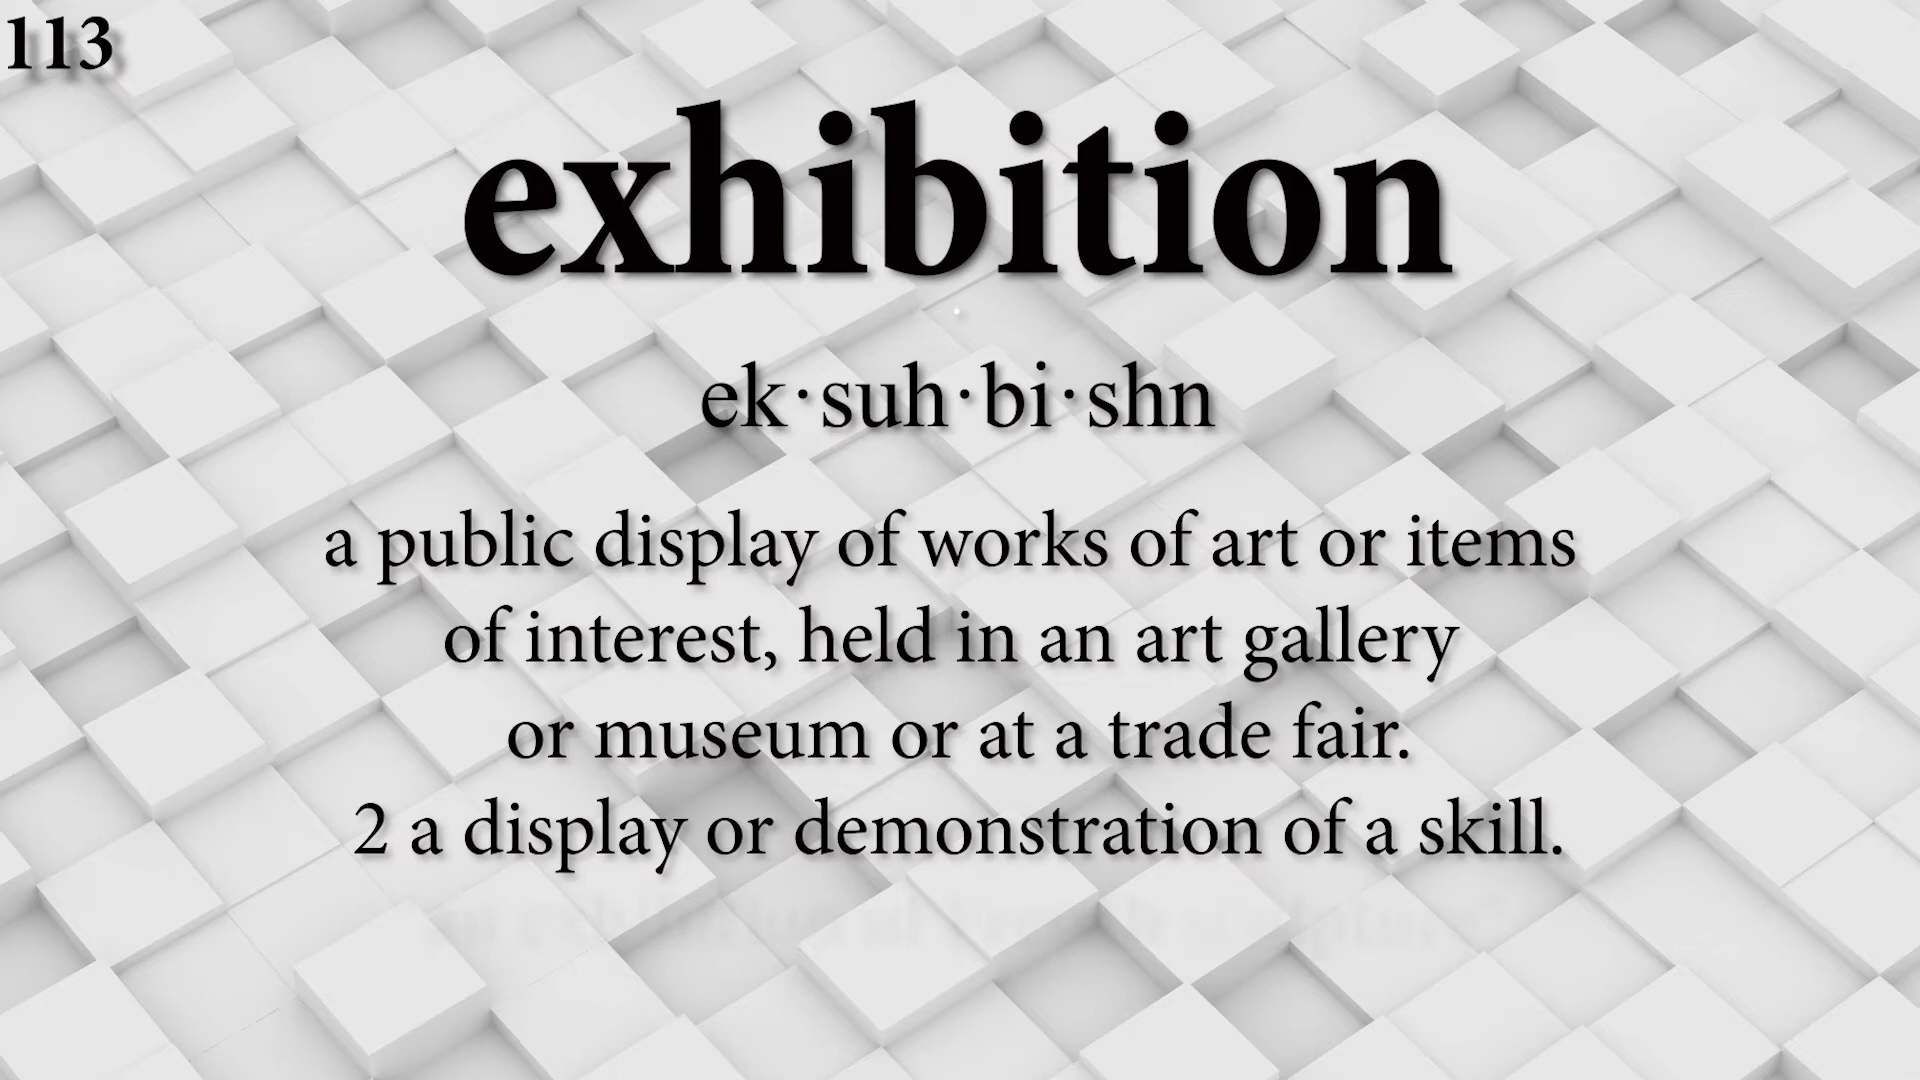 113
exhibition
ek·suh·bi·shn
a public display of works of art or items
of interest, held in an art gallery
or museum or at a trade fair.
2 a display or demonstration of a skill.